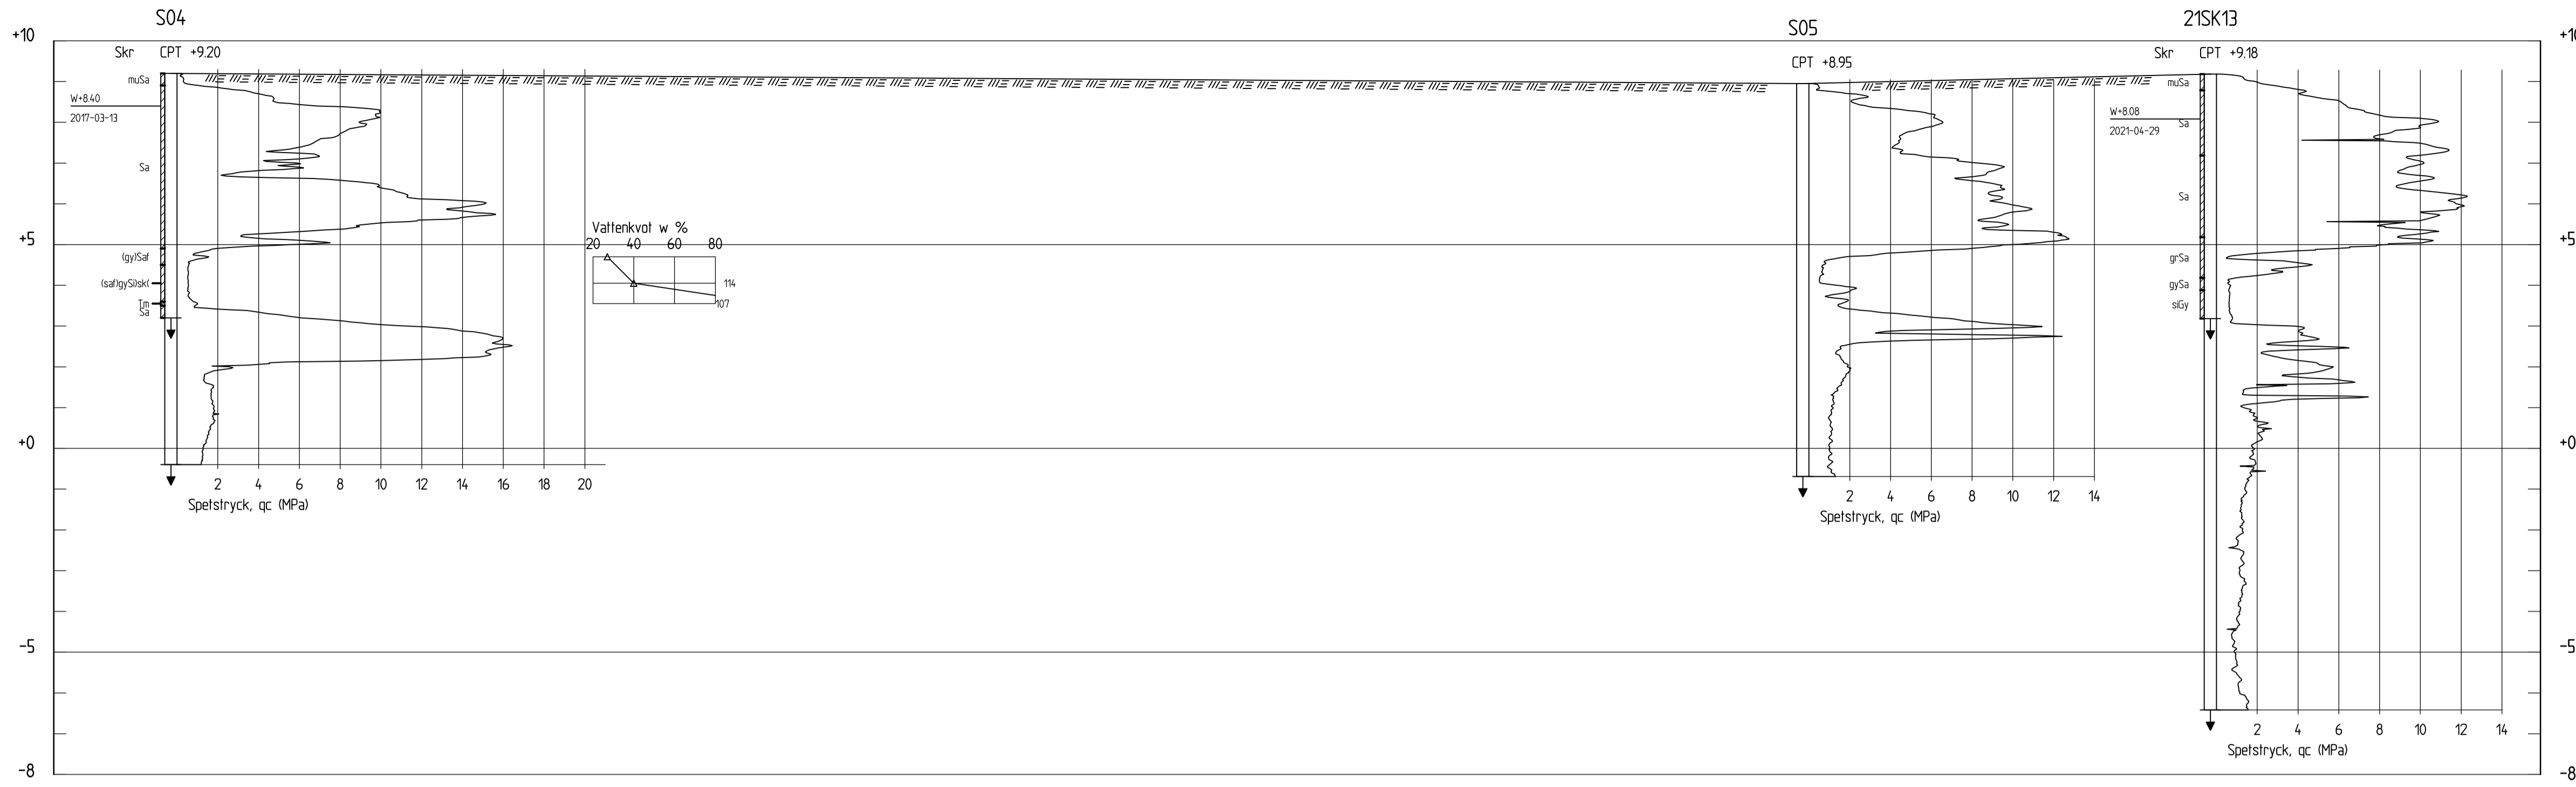 S04
S05
21SK13
+10
+10
Skr CPT +9.20
CPT +8.95
Skr CPT +9.18
muSa
W+8.40
2017-03-13
Sa
muSa
W+8.08
2021-04-29
Sa
Sa
+5
+5
Vattenkvot w %
20 40 60 80
114
107
(gy)Saf
(saf)gySi)sk(
Tm
Sa
grSa
gySa
siGy
+0
+0
2 4 6 8 10 12 14 16 18 20
Spetstryck, qc (MPa)
2 4 6 8 10 12 14
Spetstryck, qc (MPa)
-5
-5
2 4 6 8 10 12 14
Spetstryck, qc (MPa)
-8
-8